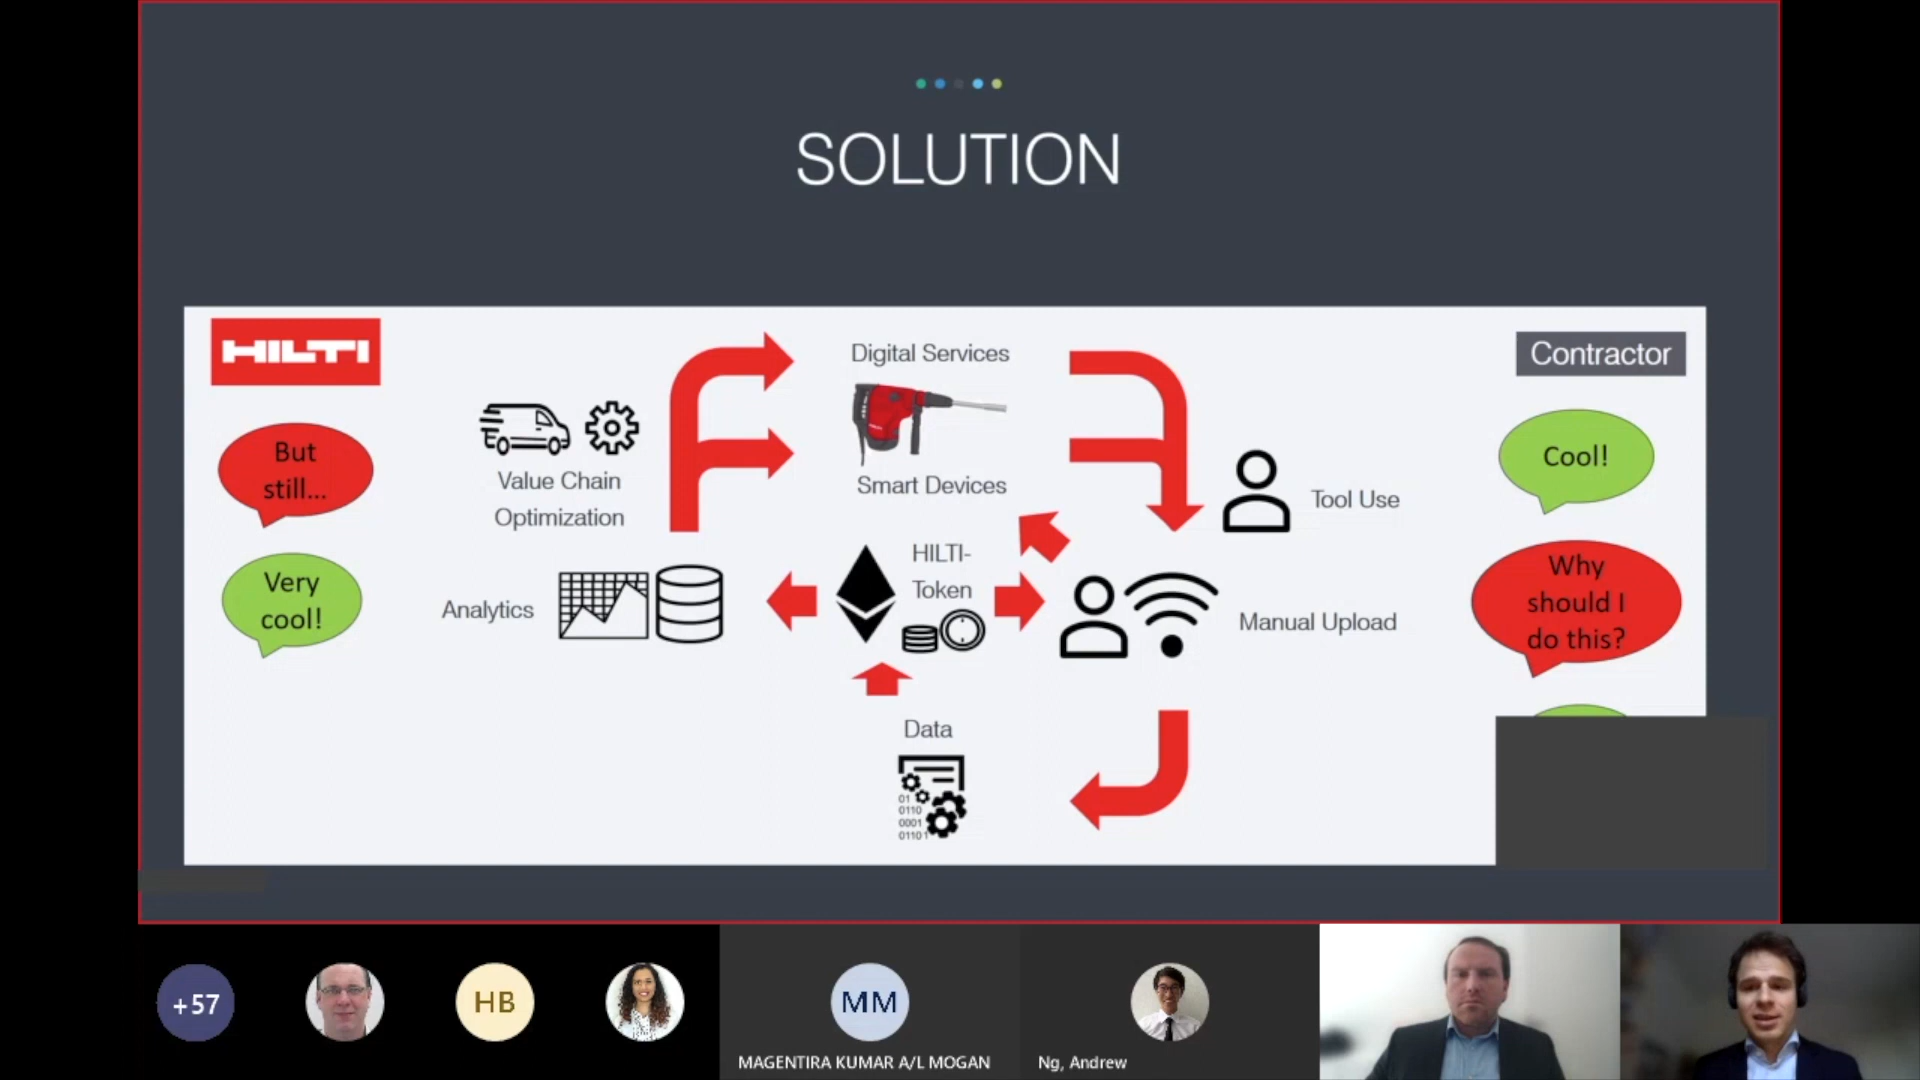 SOLUTION
HILTI
Contractor
Digital Services
But
still...
Cool!
Value Chain
Optimization
Smart Devices
Tool Use
Very
cool!
Analytics
HILTI-
Token
Manual Upload
Why
should I
do this?
Data
01
0110
0001
01101
+57
HB
MM
MAGENTIRA KUMAR A/L MOGAN
Ng, Andrew